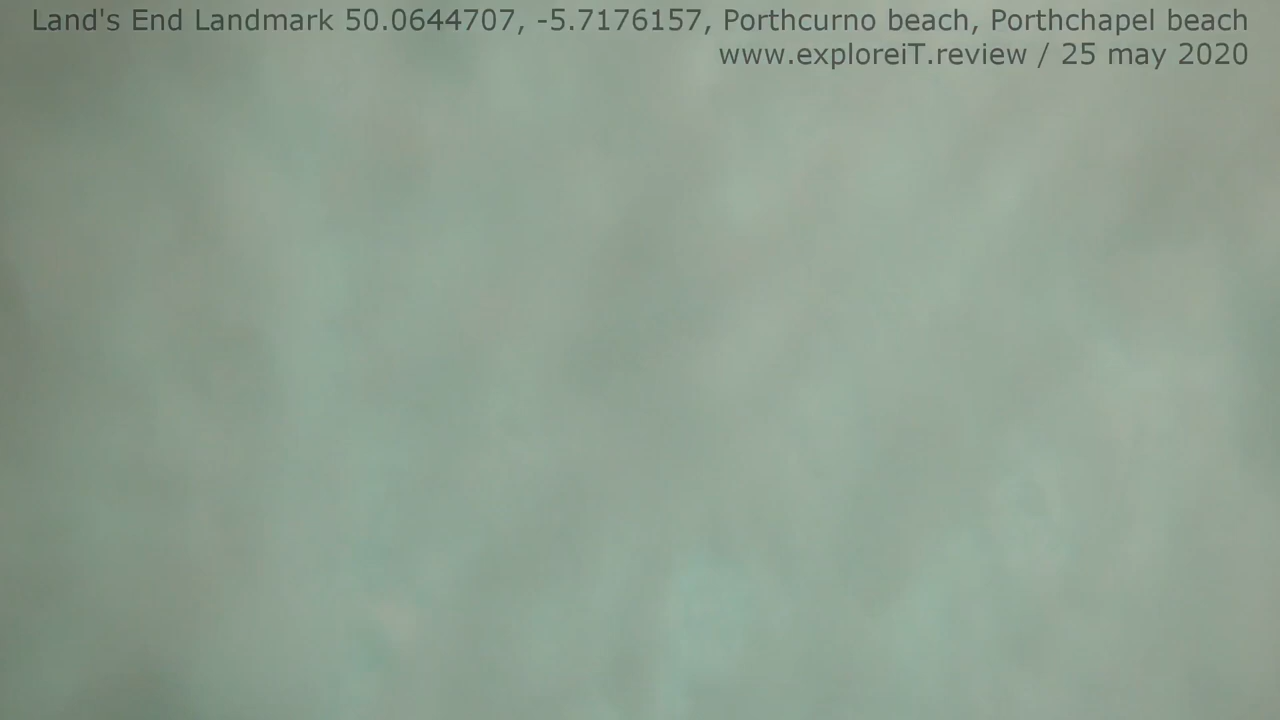 Land's End Landmark 50.0644707, -5.7176157, Porthcurno beach, Porthchapel beach
www.exploreiT.review / 25 may 2020